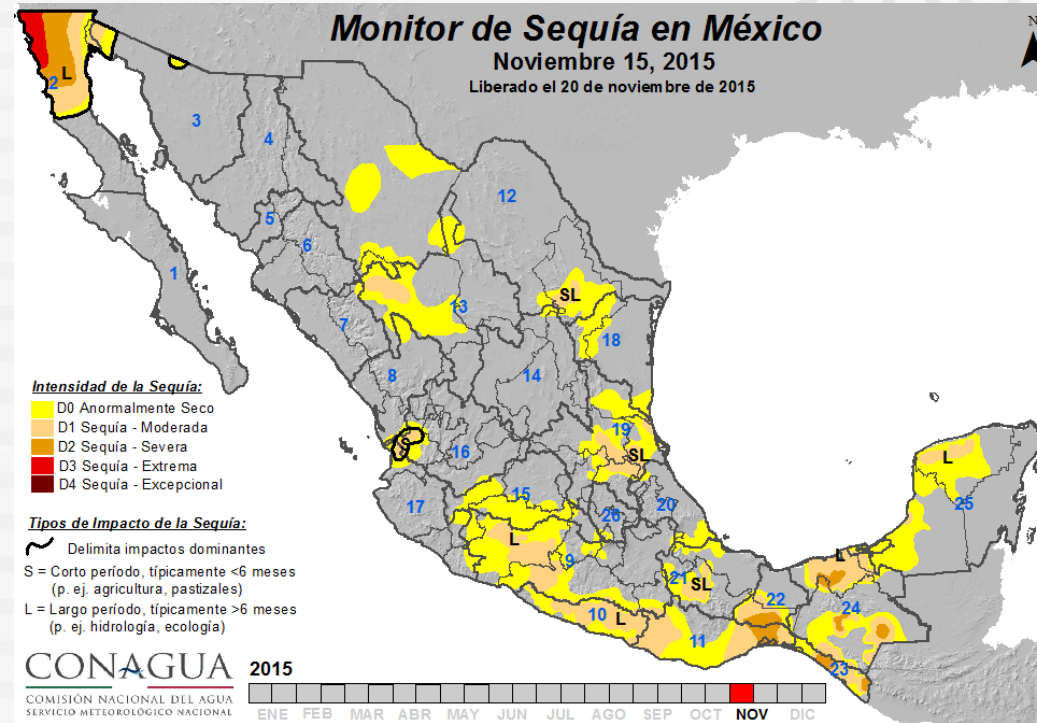 Monitor de Sequía en México
Noviembre 15, 2015
Liberado el 20 de noviembre de 2015
N
2
L
3
4
12
5
6
1
13
SL
7
18
8
14
19
SL
16
L
25
17
15
26
20
L
9
L
21
SL
22
24
10
L
11
23
S
Intensidad de la Sequía:
D0 Anormalmente Seco
D1 Sequía - Moderada
D2 Sequía - Severa
D3 Sequía - Extrema
D4 Sequía - Excepcional
Tipos de Impacto de la Sequía:
Delimita impactos dominantes
S = Corto período, típicamente <6 meses
(p. ej. agricultura, pastizales)
L = Largo período, típicamente >6 meses
(p. ej. hidrología, ecología)
CONAGUA
COMISIÓN NACIONAL DEL AGUA
SERVICIO METEOROLÓGICO NACIONAL
2015
ENE FEB MAR ABR MAY JUN JUL AGO SEP OCT NOV DIC